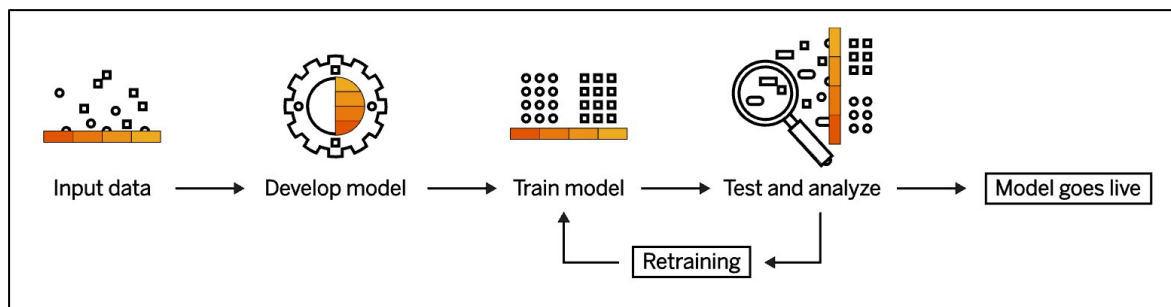 Input data
Develop model
Train model
Test and analyze
Model goes live
Retraining